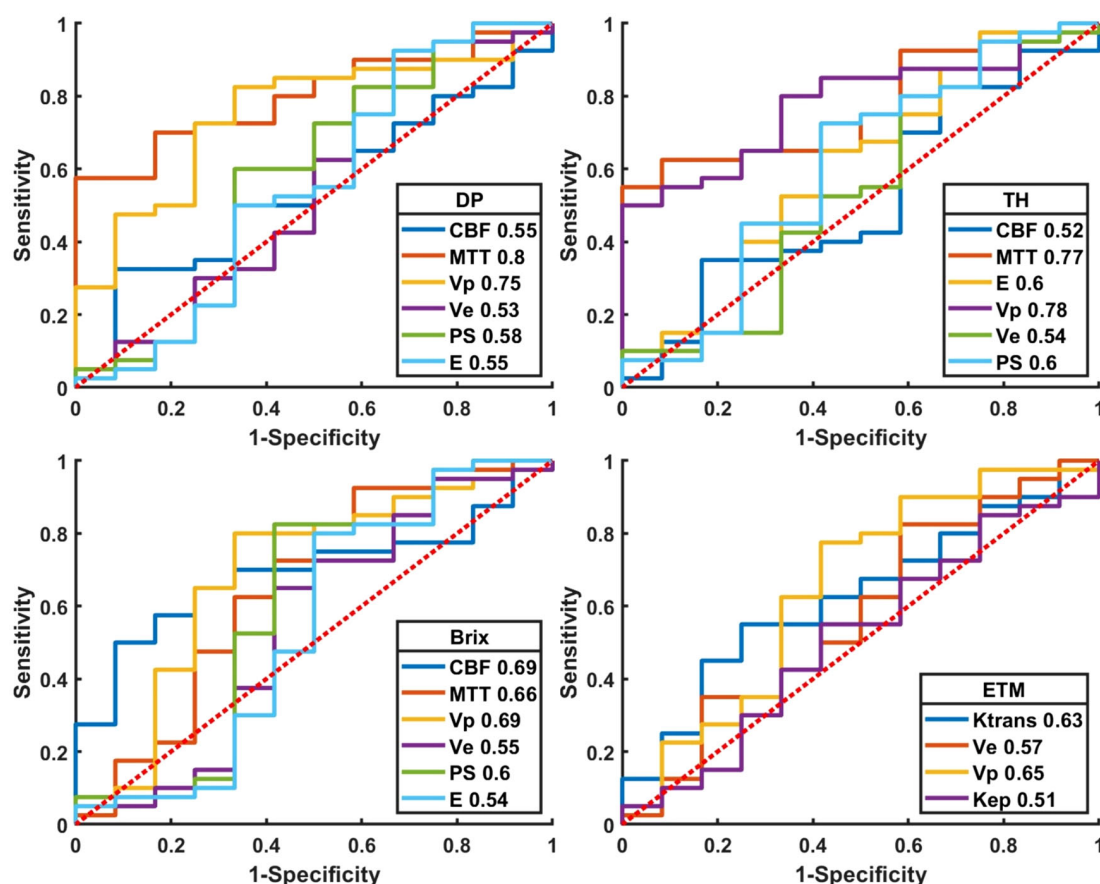 1
0.8
0.6
0.4
0.2
0
Sensitivity
0.2
0.4
0.6
0.8
1
1-Specificity
DP
CBF 0.55
MTT 0.8
Vp 0.75
Ve 0.53
PS 0.58
E 0.55
1
0.8
0.6
0.4
0.2
0
Sensitivity
0
0.2
0.4
0.6
0.8
1
1-Specificity
TH
CBF 0.52
MTT 0.77
E 0.6
Vp 0.78
Ve 0.54
PS 0.6
1
0.8
0.6
0.4
0.2
0
Sensitivity
0
0.2
0.4
0.6
0.8
1
1-Specificity
Brix
CBF 0.69
MTT 0.66
Vp 0.69
Ve 0.55
PS 0.6
E 0.54
1
0.8
0.6
0.4
0.2
0
Sensitivity
0
0.2
0.4
0.6
0.8
1
1-Specificity
ETM
Ktrans 0.63
Ve 0.57
Vp 0.65
Kep 0.51